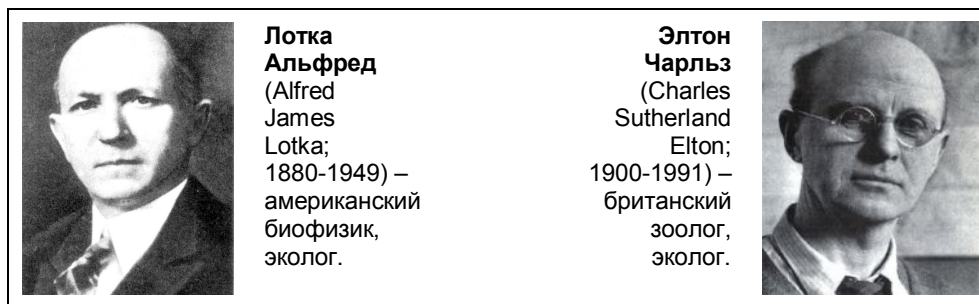 Лотка
Альфред
(Alfred
James
Lotka;
1880-1949) –
американский
биофизик,
эколог.
Элтон
Чарльз
(Charles
Sutherland
Elton;
1900-1991) –
британский
зоолог,
эколог.